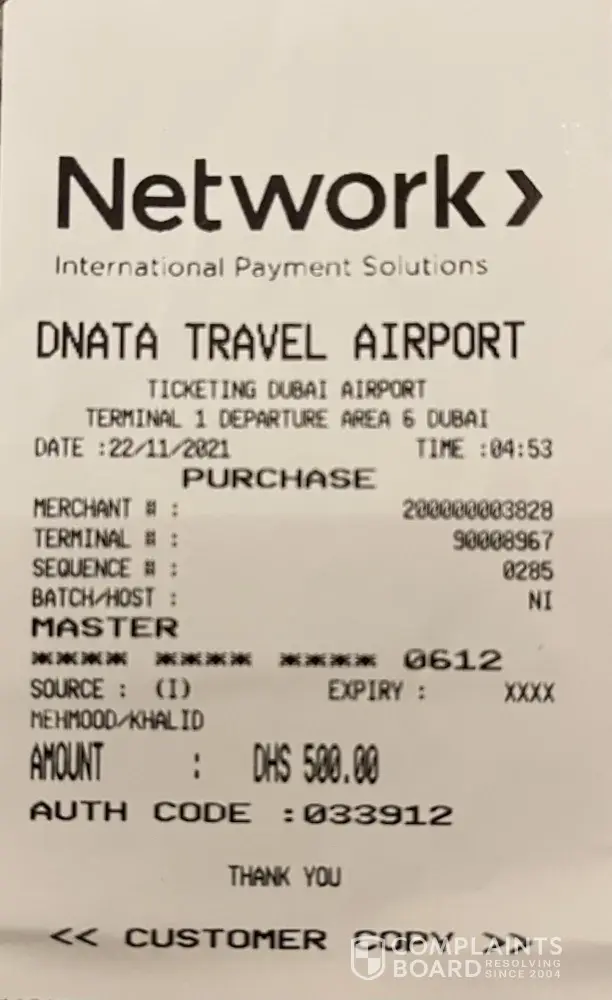 Network>
International Payment Solutions
DNATA TRAVEL AIRPORT
TICKETING DUBAI AIRPORT
TERMINAL 1 DEPARTURE AREA 6 DUBAI
DATE :22/11/2021 TIME :04:53
PURCHASE
MERCHANT # : 200000003828
TERMINAL # : 90008967
SEQUENCE # : 0285
BATCH/HOST : NI
MASTER
**** **** **** 0612
SOURCE : (I) EXPIRY : XXXX
MEHMOOD/KHALID
AMOUNT : DHS 500.00
AUTH CODE :033912
THANK YOU
<< CUSTOMER COPY >>
COMPLAINTS
BOARD RESOLVING
SINCE 2004